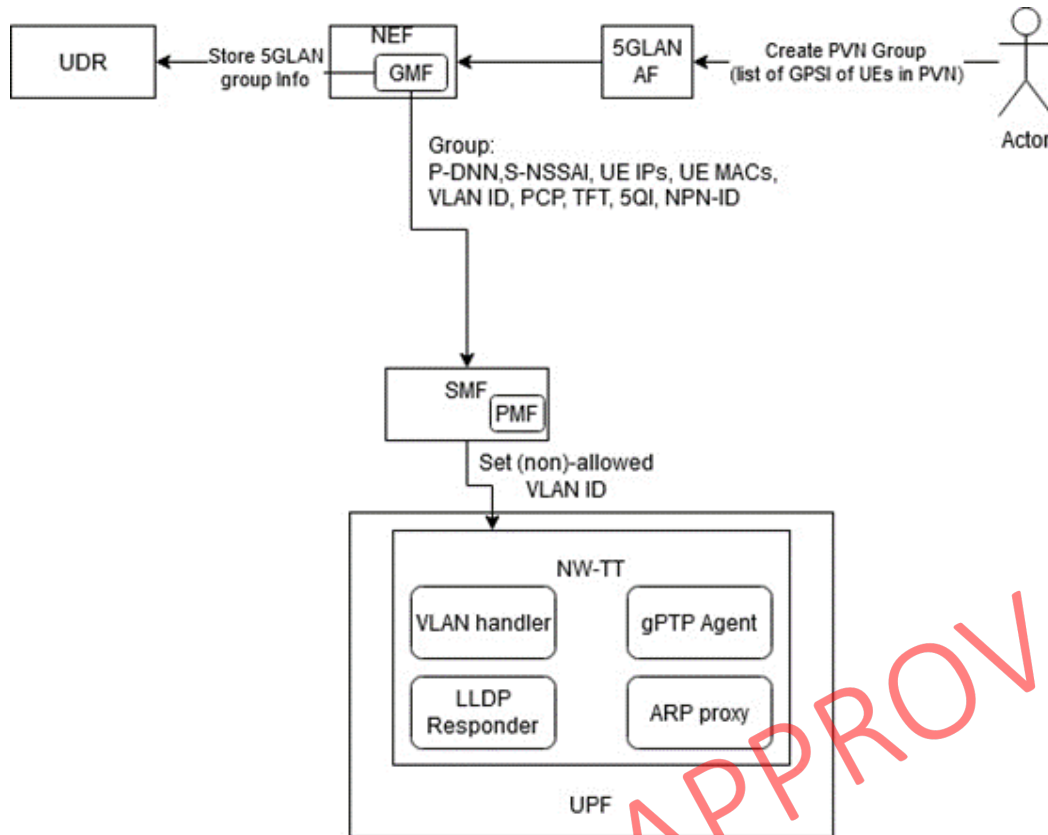 UDR
Store 5GLAN
group Info
NEF
GMF
5GLAN
AF
Create PVN Group
(list of GPSI of UEs in PVN)
Actor
Group:
P-DNN,S-NSSAI, UE IPs, UE MACs,
VLAN ID, PCP, TFT, 5QI, NPN-ID
SMF
PMF
Set (non)-allowed
VLAN ID
NW-TT
VLAN handler
gPTP Agent
LLDP
Responder
ARP proxy
UPF
APPROV